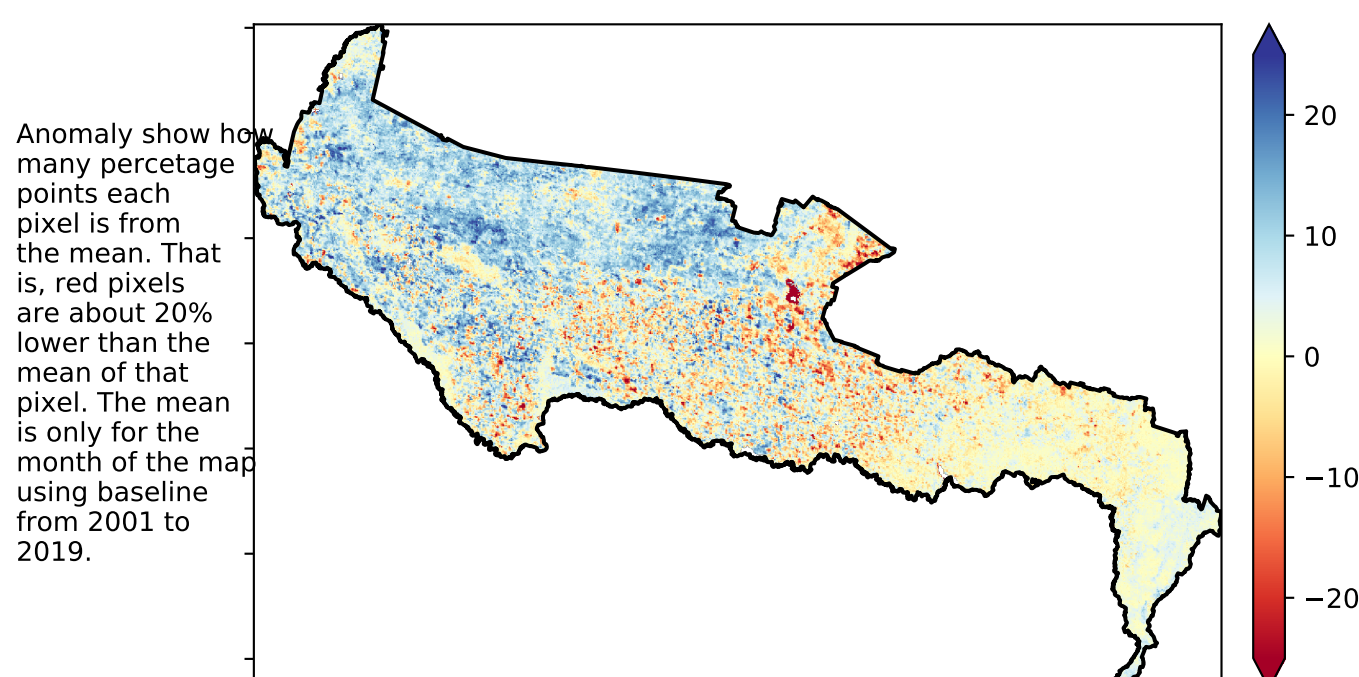 Anomaly show how
many percetage
points each
pixel is from
the mean. That
is, red pixels
are about 20%
lower than the
mean of that
pixel. The mean
is only for the
month of the map
using baseline
from 2001 to
2019.
20
10
0
−10
−20